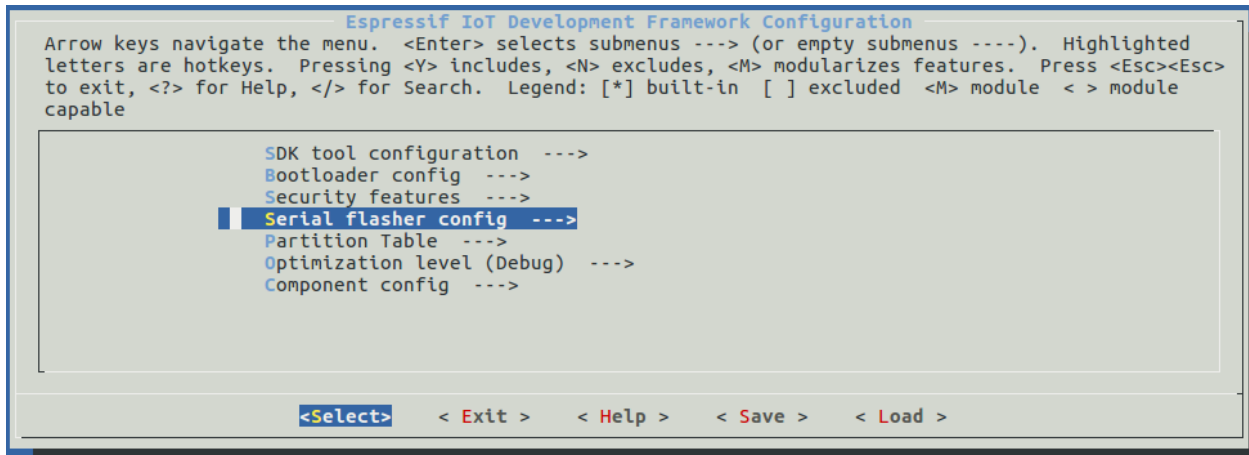 Espressif IoT Development Framework Configuration
Arrow keys navigate the menu.  <Enter> selects submenus ---> (or empty submenus ----).  Highlighted
letters are hotkeys.  Pressing <Y> includes, <N> excludes, <M> modularizes features.  Press <Esc><Esc>
to exit, <?> for Help, </> for Search.  Legend: [*] built-in  [ ] excluded  <M> module  < > module
capable
SDK tool configuration  --->
Bootloader config  --->
Security features  --->
Serial flasher config  --->
Partition Table  --->
Optimization level (Debug)  --->
Component config  --->
<Select>    < Exit >    < Help >    < Save >    < Load >